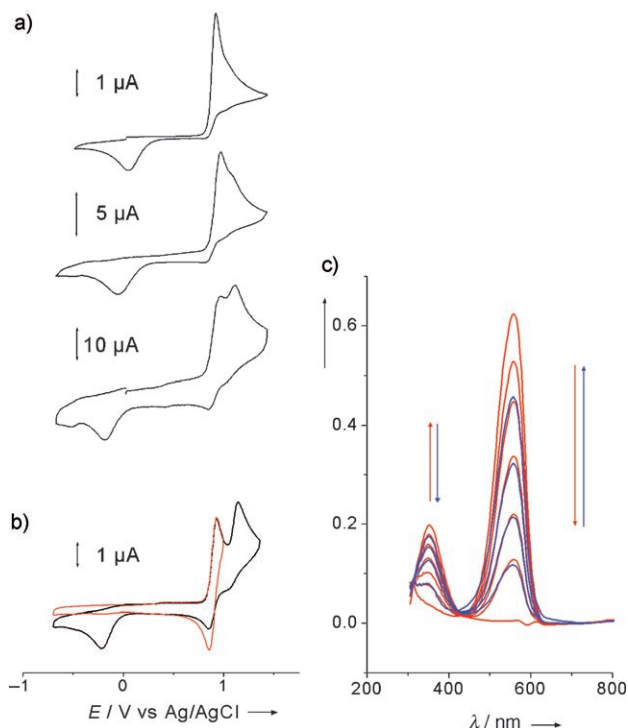 a)
1 µA
5 µA
10 µA
b)
1 µA
–1 0 1
E / V vs Ag/AgCl
c)
0.6
0.4
0.2
0.0
200 400 600 800
λ / nm